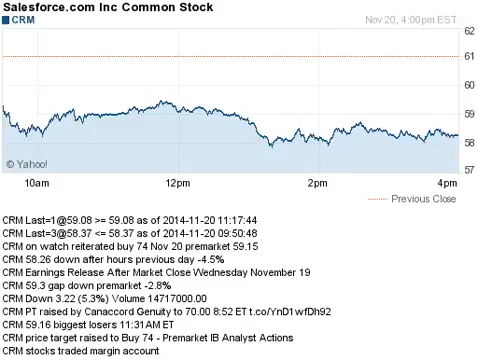 Salesforce.com Inc Common Stock
CRM Nov 20, 4:00pm EST
62
61
60
59
58
57
© Yahoo!
10am 12pm 2pm 4pm
Previous Close
CRM Last=1@59.08 >= 59.08 as of 2014-11-20 11:17:44
CRM Last=3@58.37 <= 58.37 as of 2014-11-20 09:50:48
CRM on watch reiterated buy 74 Nov 20 premarket 59.15
CRM 58.26 down after hours previous day -4.5%
CRM Earnings Release After Market Close Wednesday November 19
CRM 59.3 gap down premarket -2.8%
CRM Down 3.22 (5.3%) Volume 14717000.00
CRM PT raised by Canaccord Genuity to 70.00 8:52 ET t.co/YnD1wfDh92
CRM 59.16 biggest losers 11:31AM ET
CRM price target raised to Buy 74 - Premarket IB Analyst Actions
CRM stocks traded margin account